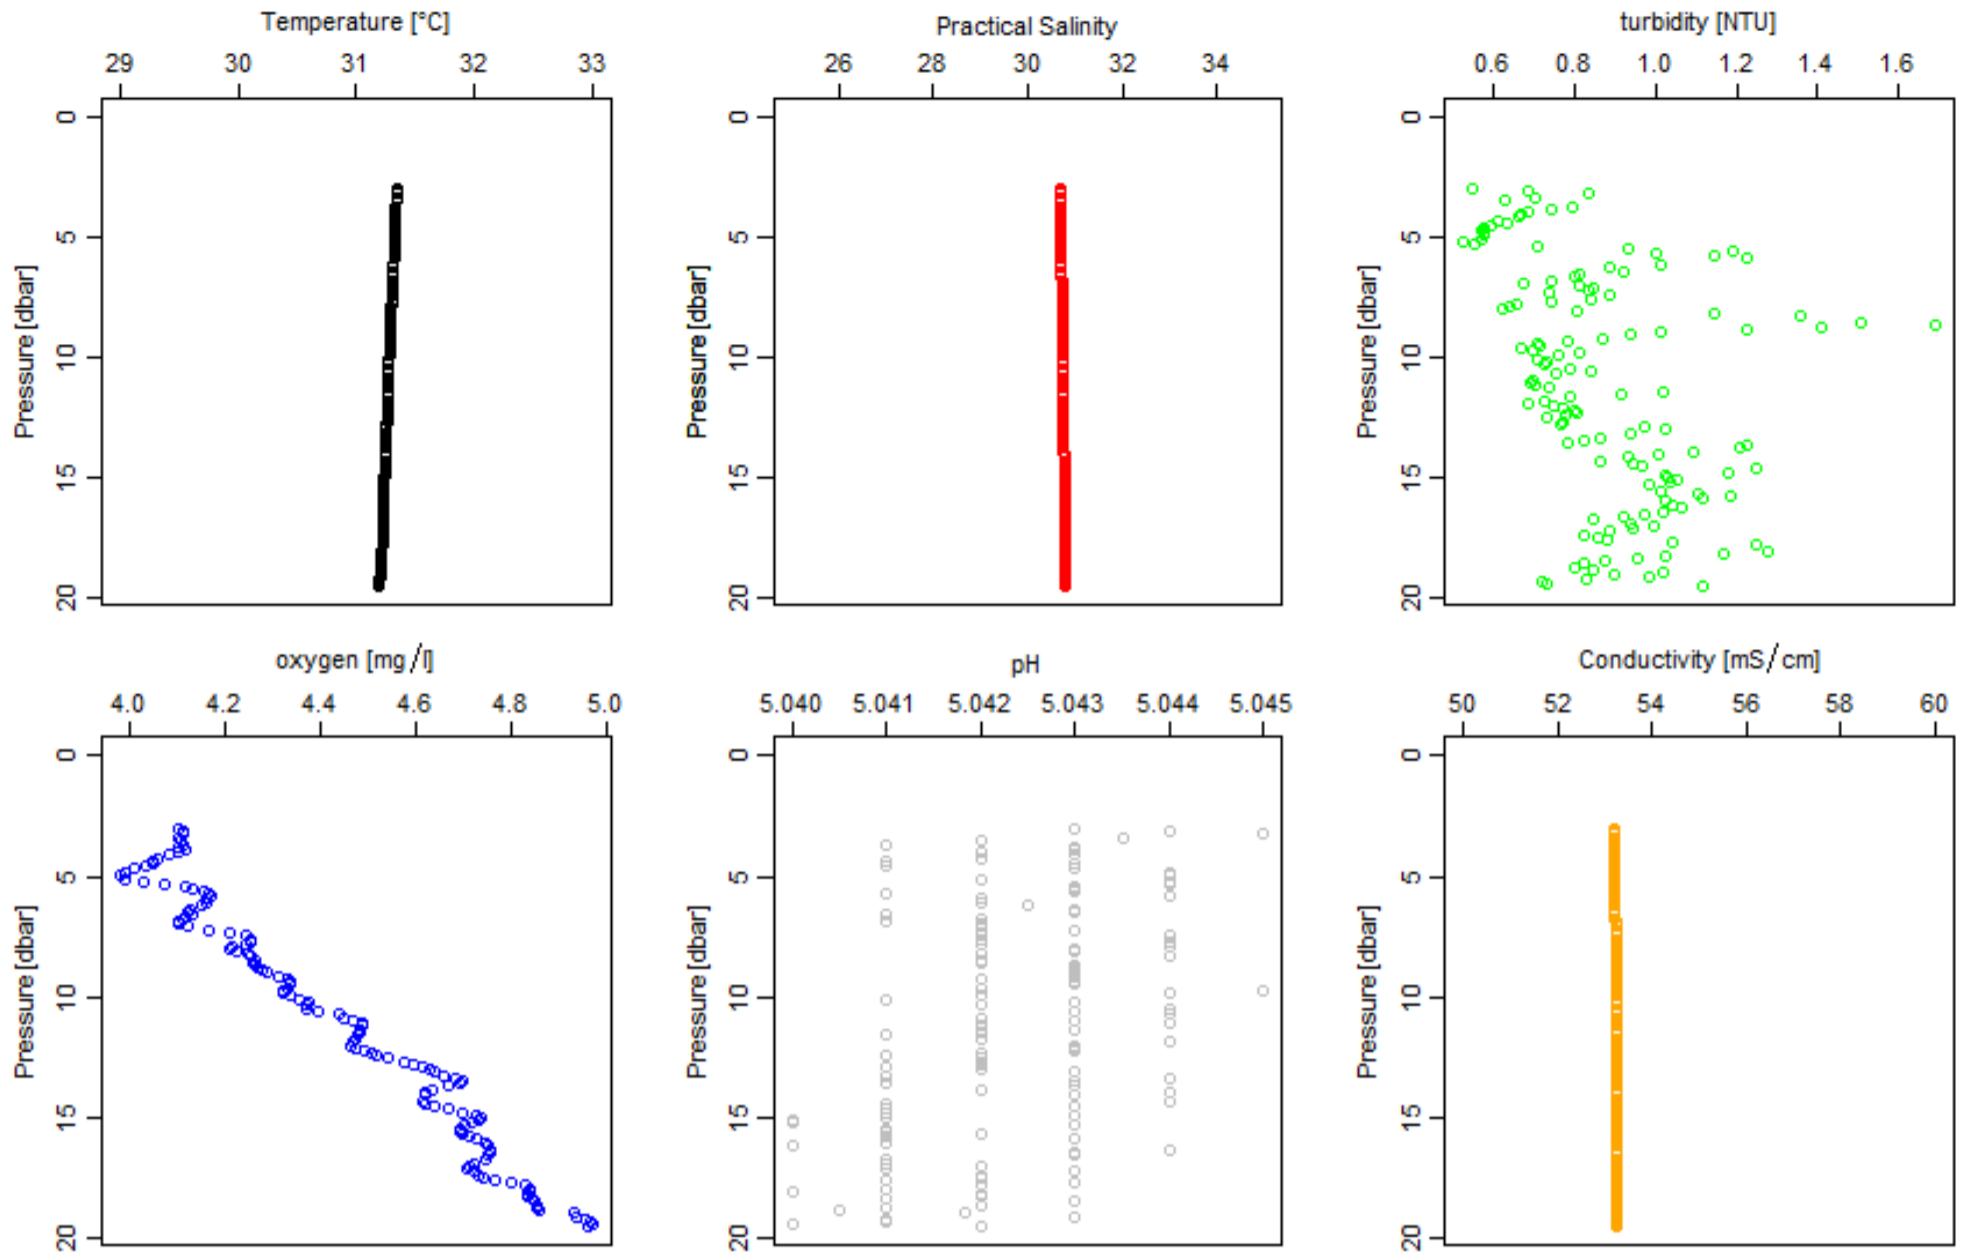 Temperature [°C]
29 30 31 32 33
0
5
10
15
20
Pressure [dbar]
Practical Salinity
26 28 30 32 34
0
5
10
15
20
Pressure [dbar]
turbidity [NTU]
0.6 0.8 1.0 1.2 1.4 1.6
0
5
10
15
20
Pressure [dbar]
oxygen [mg/l]
4.0 4.2 4.4 4.6 4.8 5.0
0
5
10
15
20
Pressure [dbar]
pH
5.040 5.041 5.042 5.043 5.044 5.045
0
5
10
15
20
Pressure [dbar]
Conductivity [mS/cm]
50 52 54 56 58 60
0
5
10
15
20
Pressure [dbar]